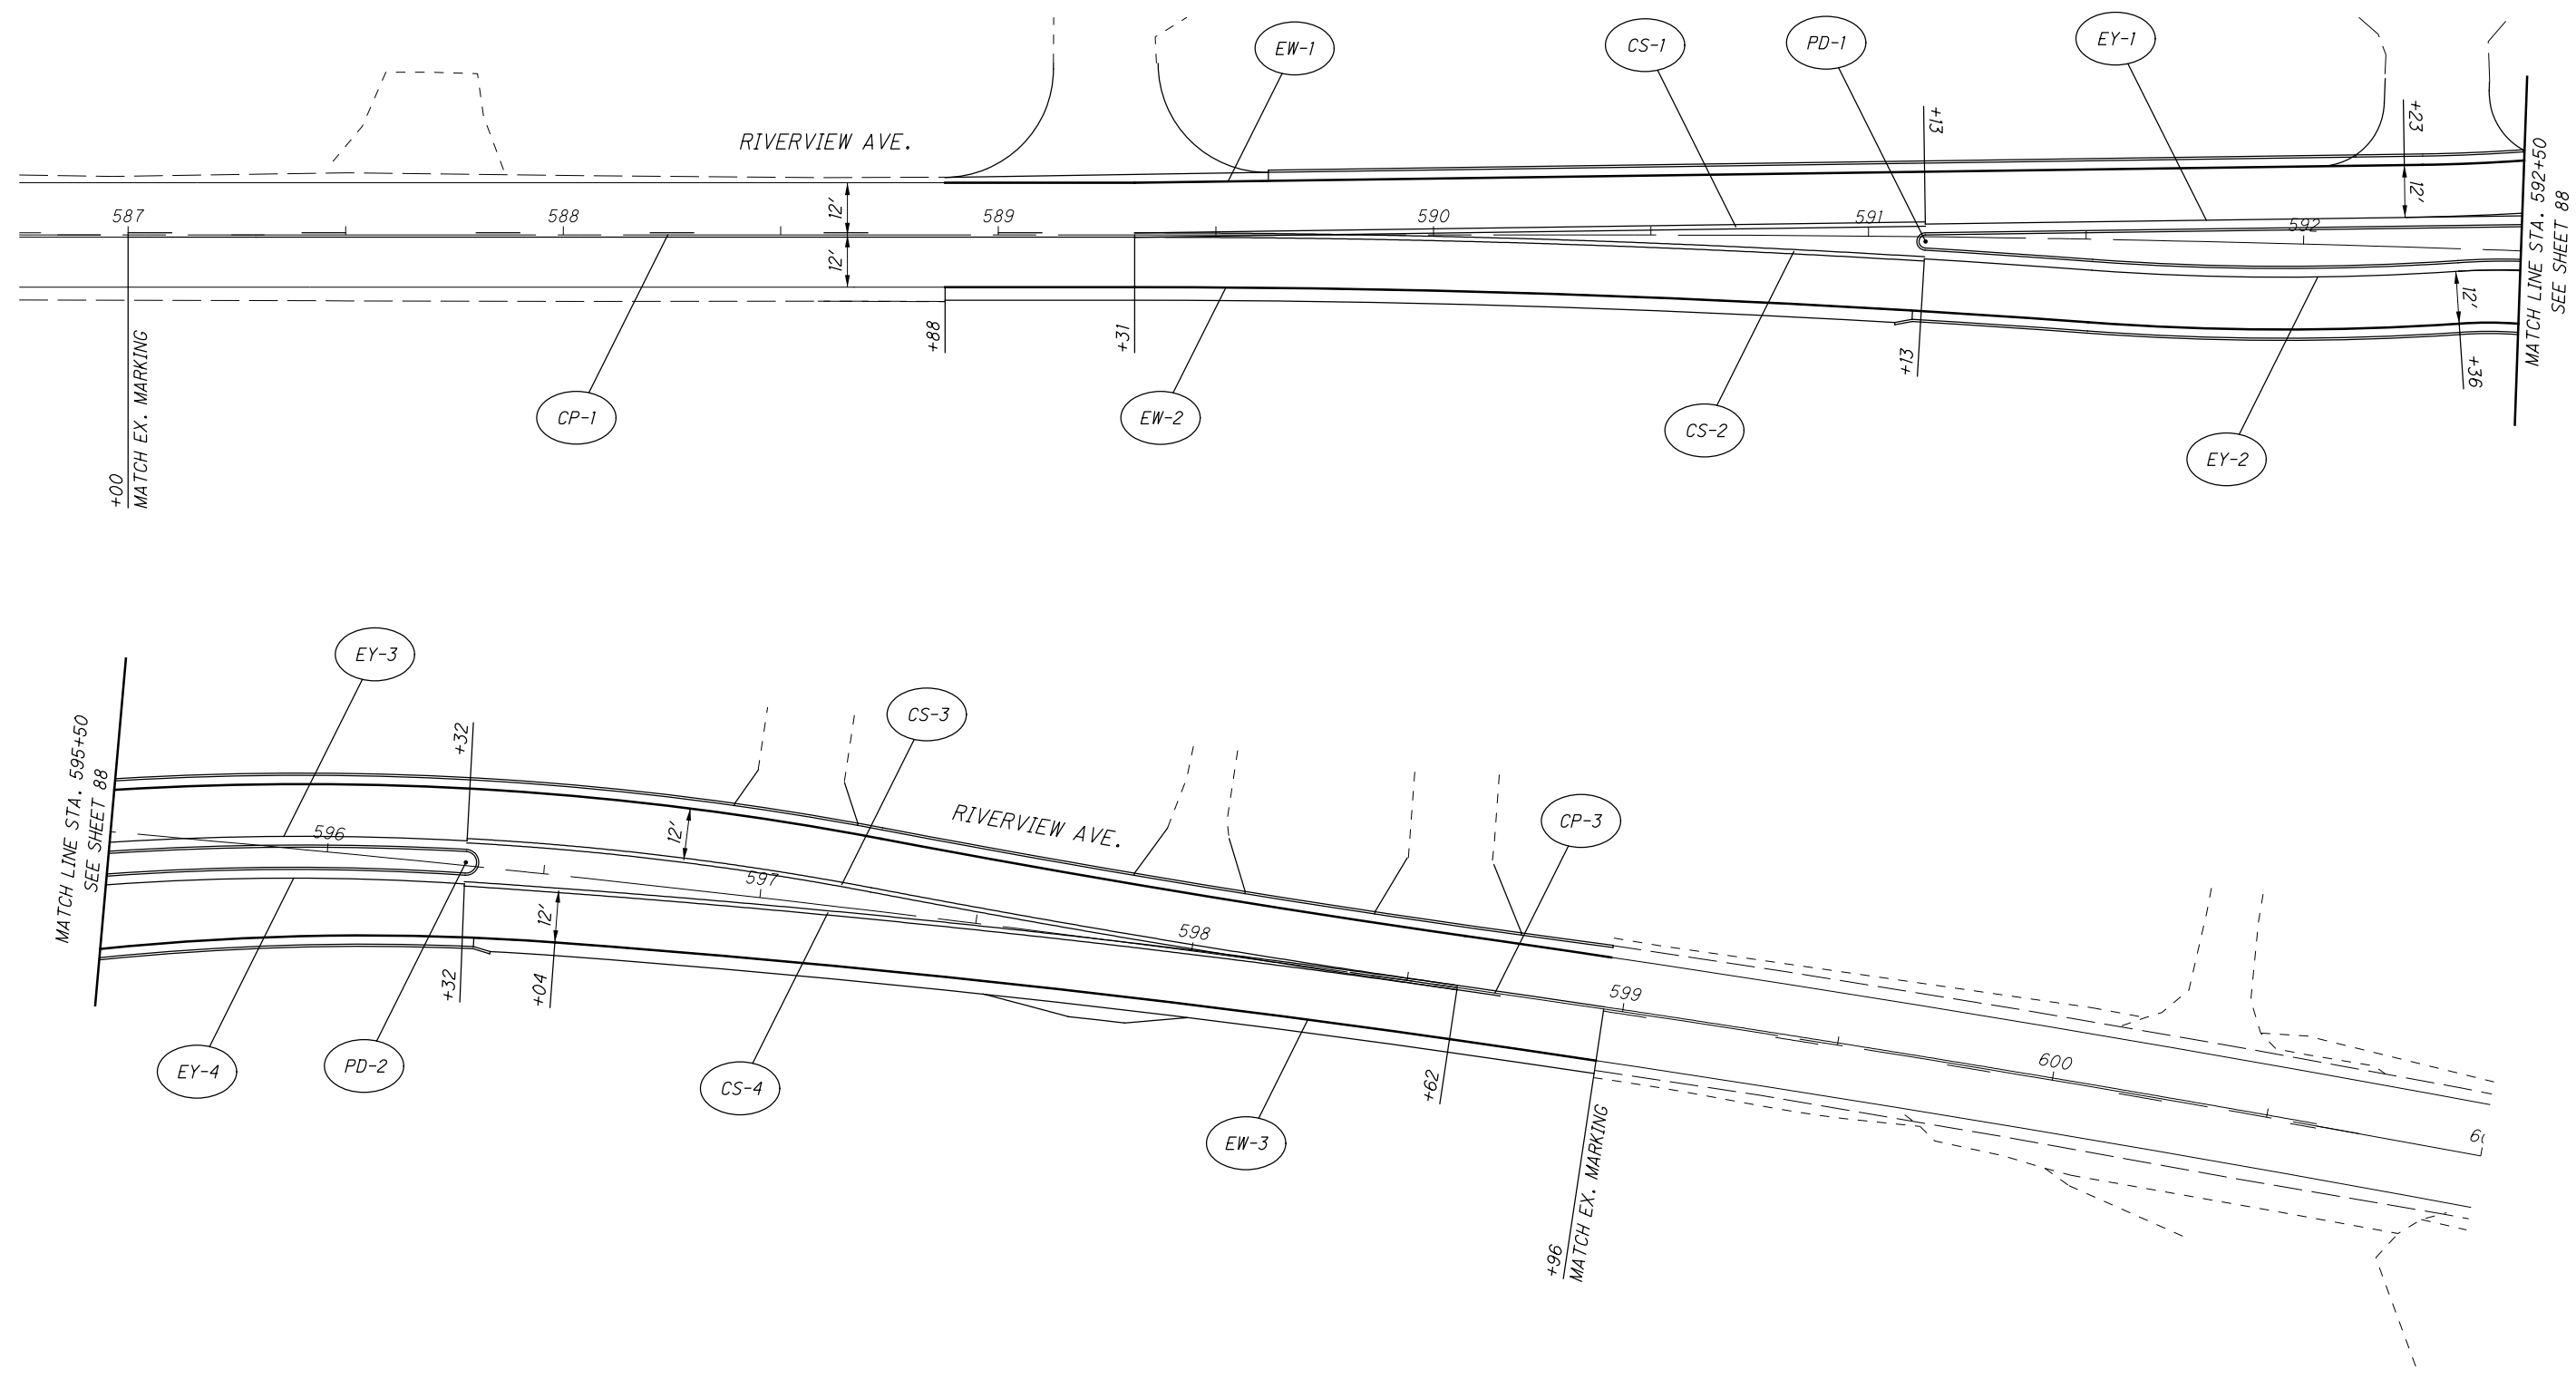 EW-1
CS-1
PD-1
EY-1
RIVERVIEW AVE.
+13
+23
587
588
589
590
591
592
12'
12'
12'
12'
+00
MATCH EX. MARKING
+88
+31
+13
+36
CP-1
EW-2
CS-2
EY-2
MATCH LINE STA. 592+50
SEE SHEET 88
EY-3
CS-3
+32
CP-3
MATCH LINE STA. 595+50
SEE SHEET 88
RIVERVIEW AVE.
596
597
598
599
600
12'
12'
+32
+04
+62
+96
MATCH EX. MARKING
EY-4
PD-2
CS-4
EW-3